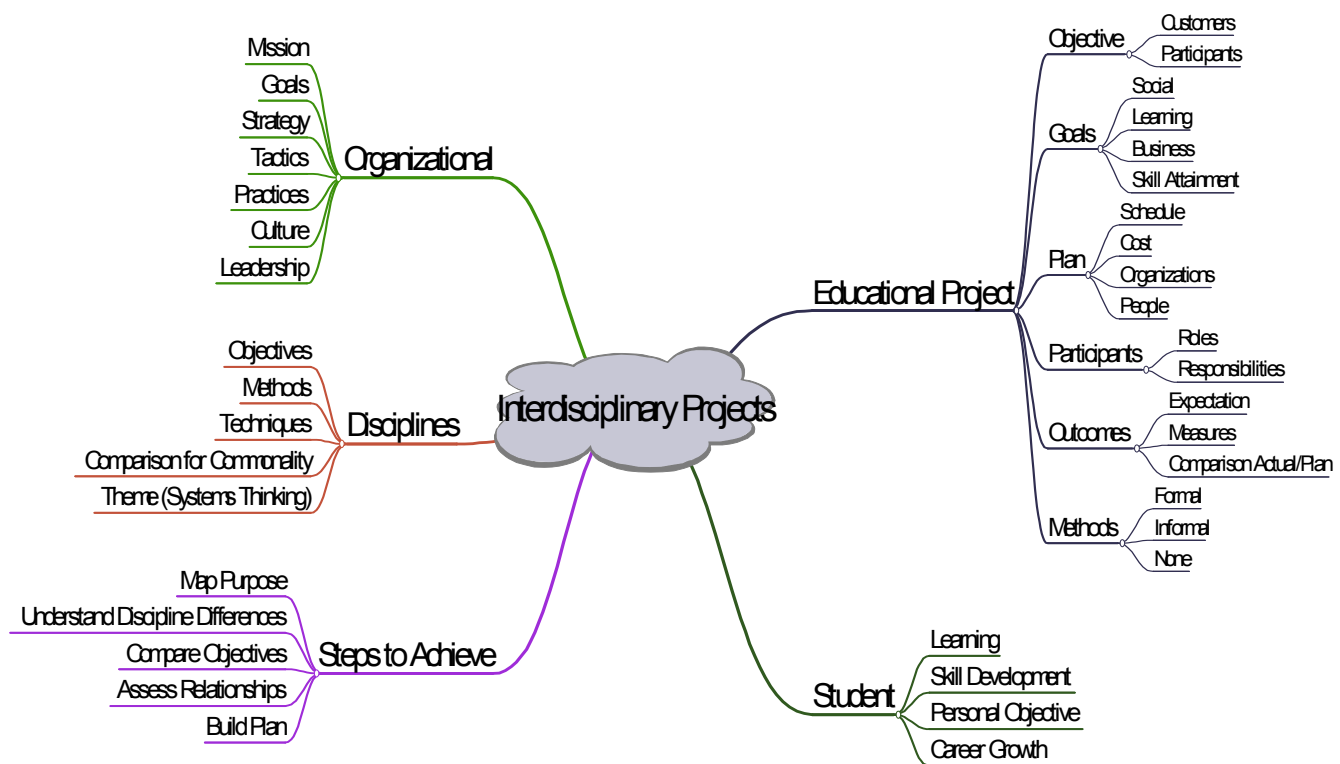 Interdisciplinary Projects
Organizational
Mission
Goals
Strategy
Tactics
Practices
Culture
Leadership
Disciplines
Objectives
Methods
Techniques
Comparison for Commonality
Theme (Systems Thinking)
Steps to Achieve
Map Purpose
Understand Discipline Differences
Compare Objectives
Assess Relationships
Build Plan
Educational Project
Objective
Customers
Participants
Goals
Social
Learning
Business
Skill Attainment
Plan
Schedule
Cost
Organizations
People
Participants
Roles
Responsibilities
Outcomes
Expectation
Measures
Comparison Actual/Plan
Methods
Formal
Informal
None
Student
Learning
Skill Development
Personal Objective
Career Growth